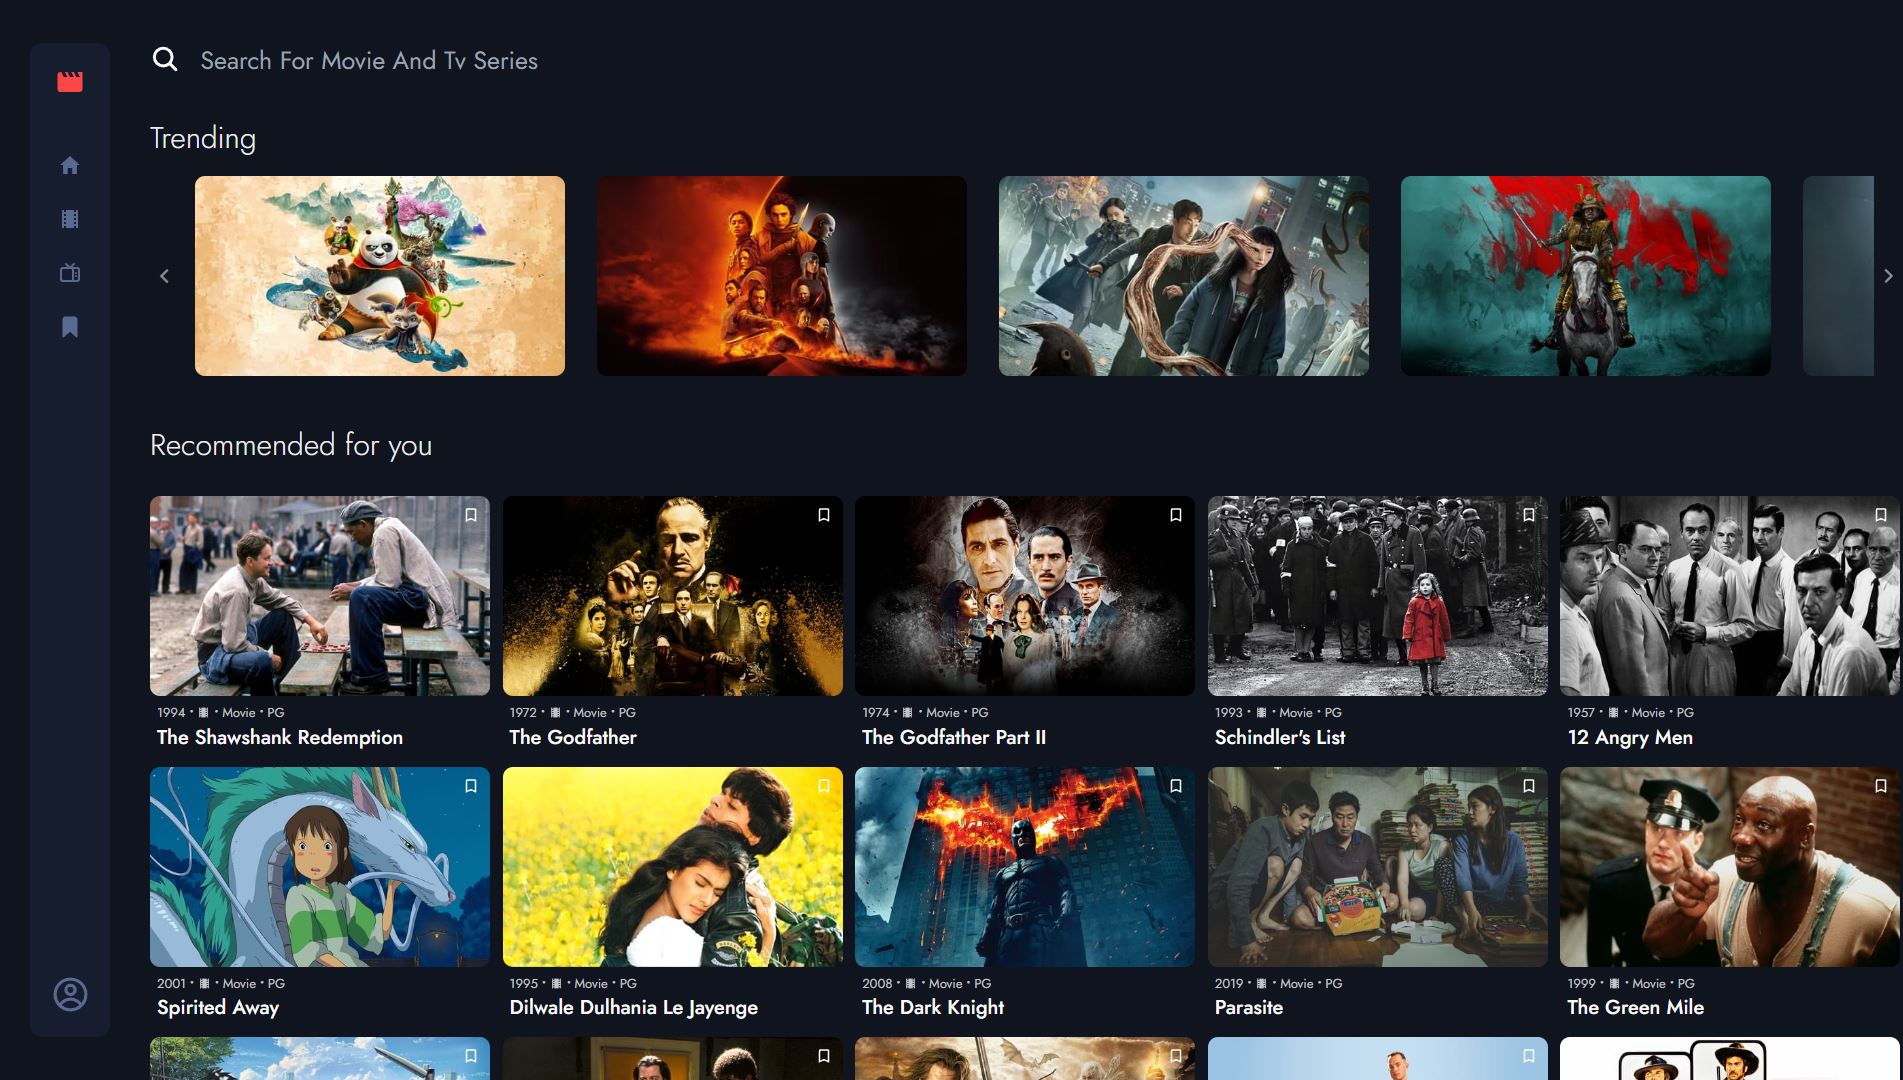 Search For Movie And Tv Series
Trending
Recommended for you
1994 • Movie • PG
The Shawshank Redemption
1972 • Movie • PG
The Godfather
1974 • Movie • PG
The Godfather Part II
1993 • Movie • PG
Schindler's List
1957 • Movie • PG
12 Angry Men
2001 • Movie • PG
Spirited Away
1995 • Movie • PG
Dilwale Dulhania Le Jayenge
2008 • Movie • PG
The Dark Knight
2019 • Movie • PG
Parasite
1999 • Movie • PG
The Green Mile